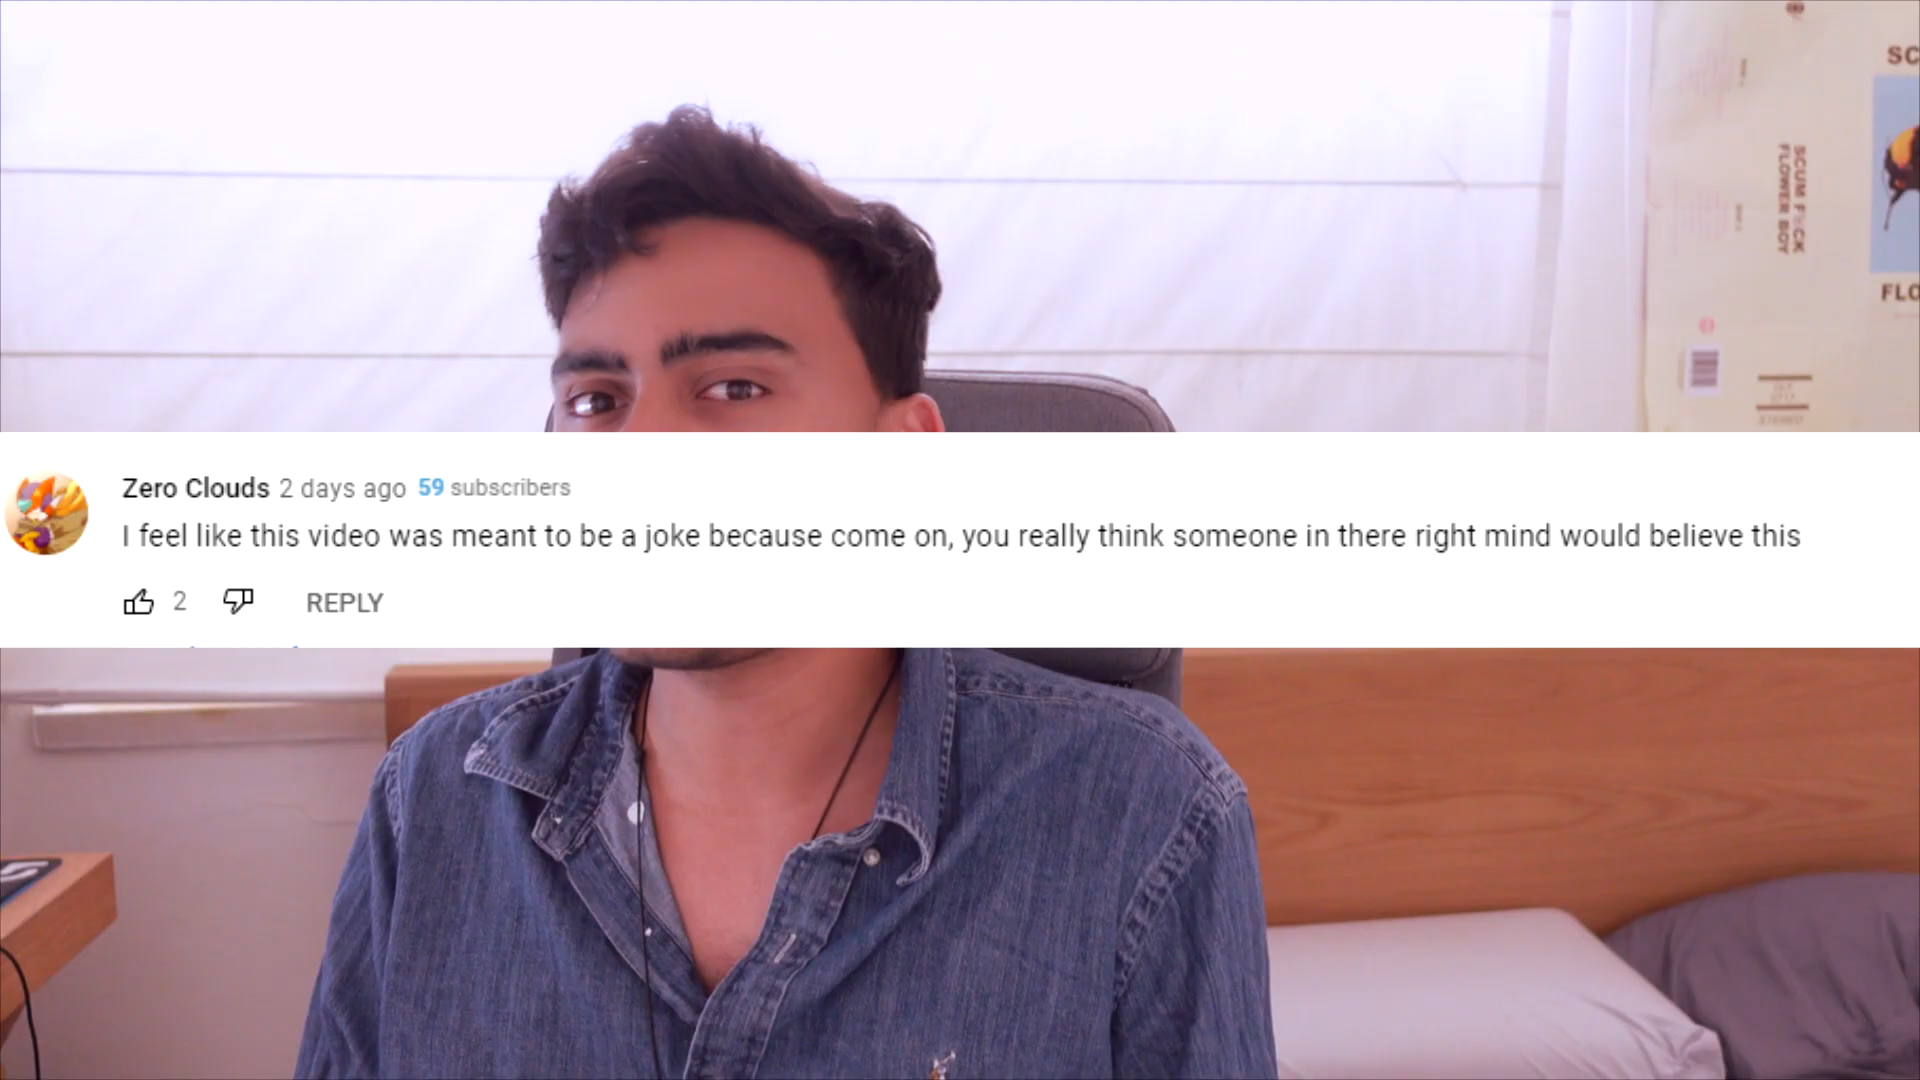 SC
SCUM F*CK
FLOWER BOY
FLO
Zero Clouds 2 days ago 59 subscribers
I feel like this video was meant to be a joke because come on, you really think someone in there right mind would believe this
2 REPLY